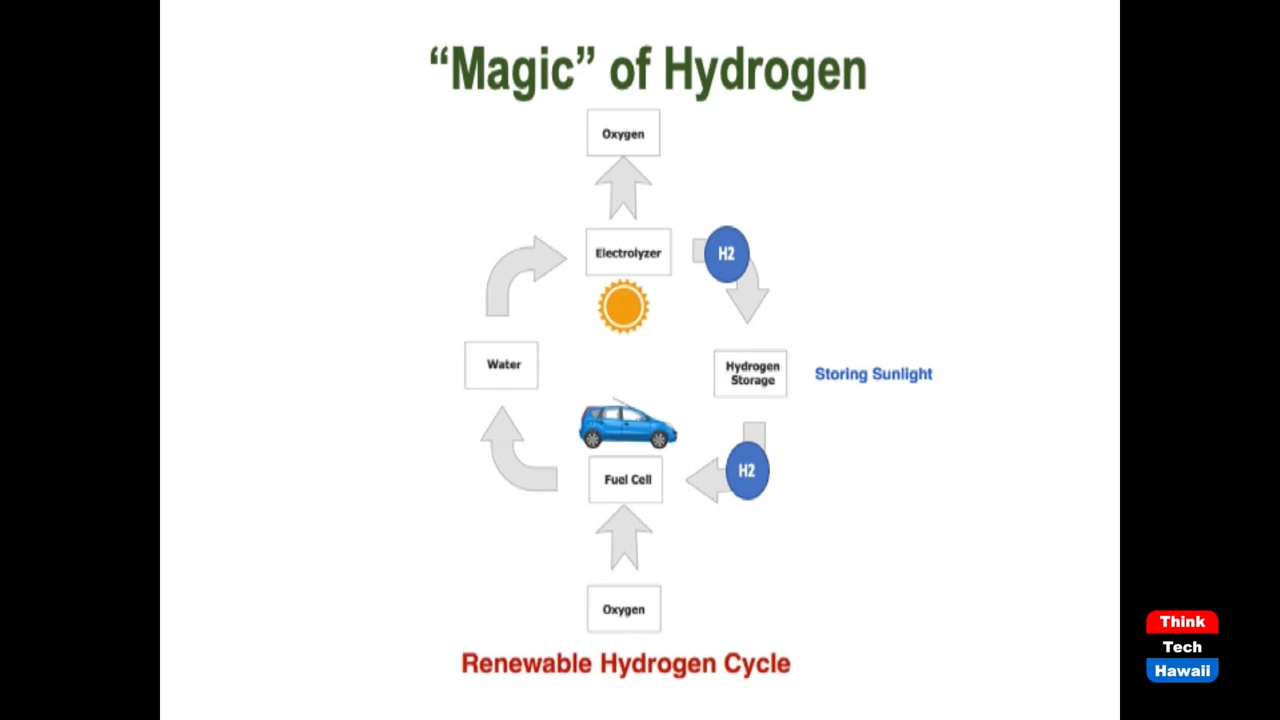 “Magic” of Hydrogen
Oxygen
Electrolyzer
H2
Water
Hydrogen
Storage
Storing Sunlight
Fuel Cell
H2
Oxygen
Renewable Hydrogen Cycle
Think
Tech
Hawaii